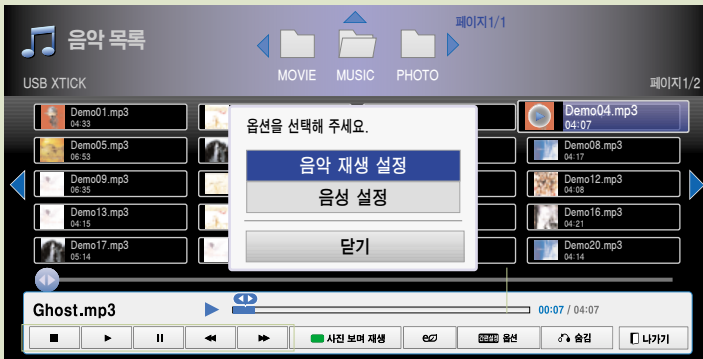 음악 목록
페이지1/1
MOVIE MUSIC PHOTO
USB XTICK
페이지1/2
Demo01.mp3
04:33
Demo04.mp3
04:07
Demo05.mp3
06:53
Demo08.mp3
04:17
Demo09.mp3
06:35
Demo12.mp3
04:08
Demo13.mp3
04:15
Demo16.mp3
04:21
Demo17.mp3
05:14
Demo20.mp3
04:14
옵션을 선택해 주세요.
음악 재생 설정
음성 설정
닫기
Ghost.mp3
00:07 / 04:07
사진 보며 재생
e
간편설정 옵션
숨김
나가기